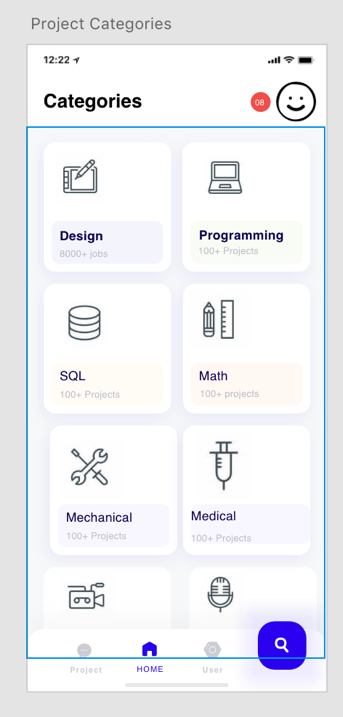 Project Categories
12:22
Categories
08
Design
8000+ jobs
Programming
100+ Projects
SQL
100+ Projects
Math
100+ projects
Mechanical
100+ Projects
Medical
100+ Projects
Project
HOME
User